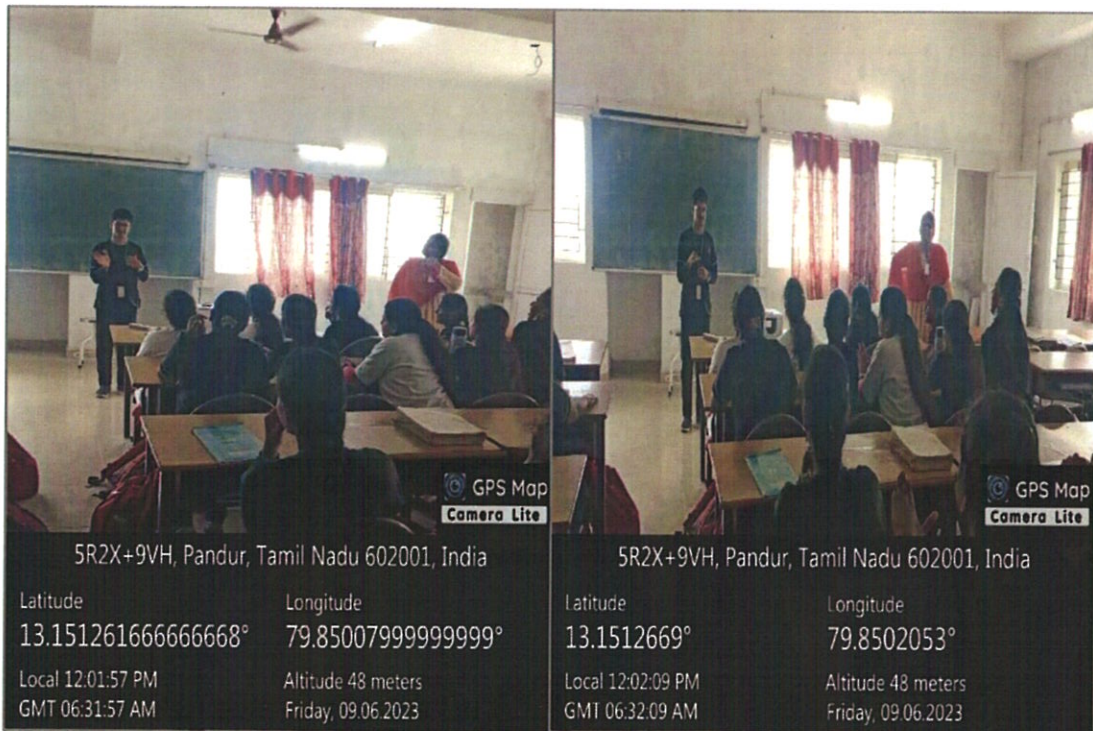 GPS Map
Camera Lite
5R2X+9VH, Pandur, Tamil Nadu 602001, India
Latitude
Longitude
13.151261666666668°
79.85007999999999°
Local 12:01:57 PM
Altitude 48 meters
GMT 06:31:57 AM
Friday, 09.06.2023
GPS Map
Camera Lite
5R2X+9VH, Pandur, Tamil Nadu 602001, India
Latitude
Longitude
13.1512669°
79.8502053°
Local 12:02:09 PM
Altitude 48 meters
GMT 06:32:09 AM
Friday, 09.06.2023